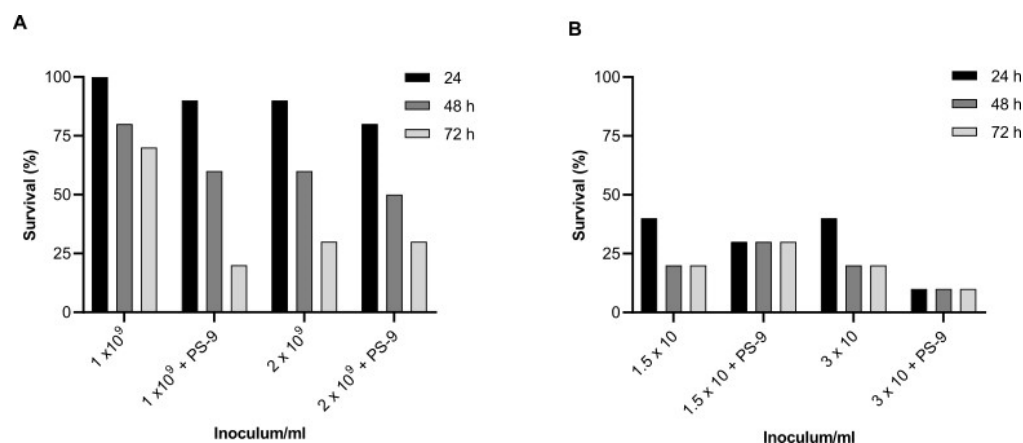 A
24
48 h
72 h
100
75
50
25
0
Survival (%)
1 x10⁹
1 x10⁹ + PS-9
2 x 10⁹
2 x 10⁹ + PS-9
Inoculum/ml
B
24 h
48 h
72 h
100
75
50
25
0
Survival (%)
1.5 x 10
1.5 x 10 + PS-9
3 x 10
3 x 10 + PS-9
Inoculum/ml